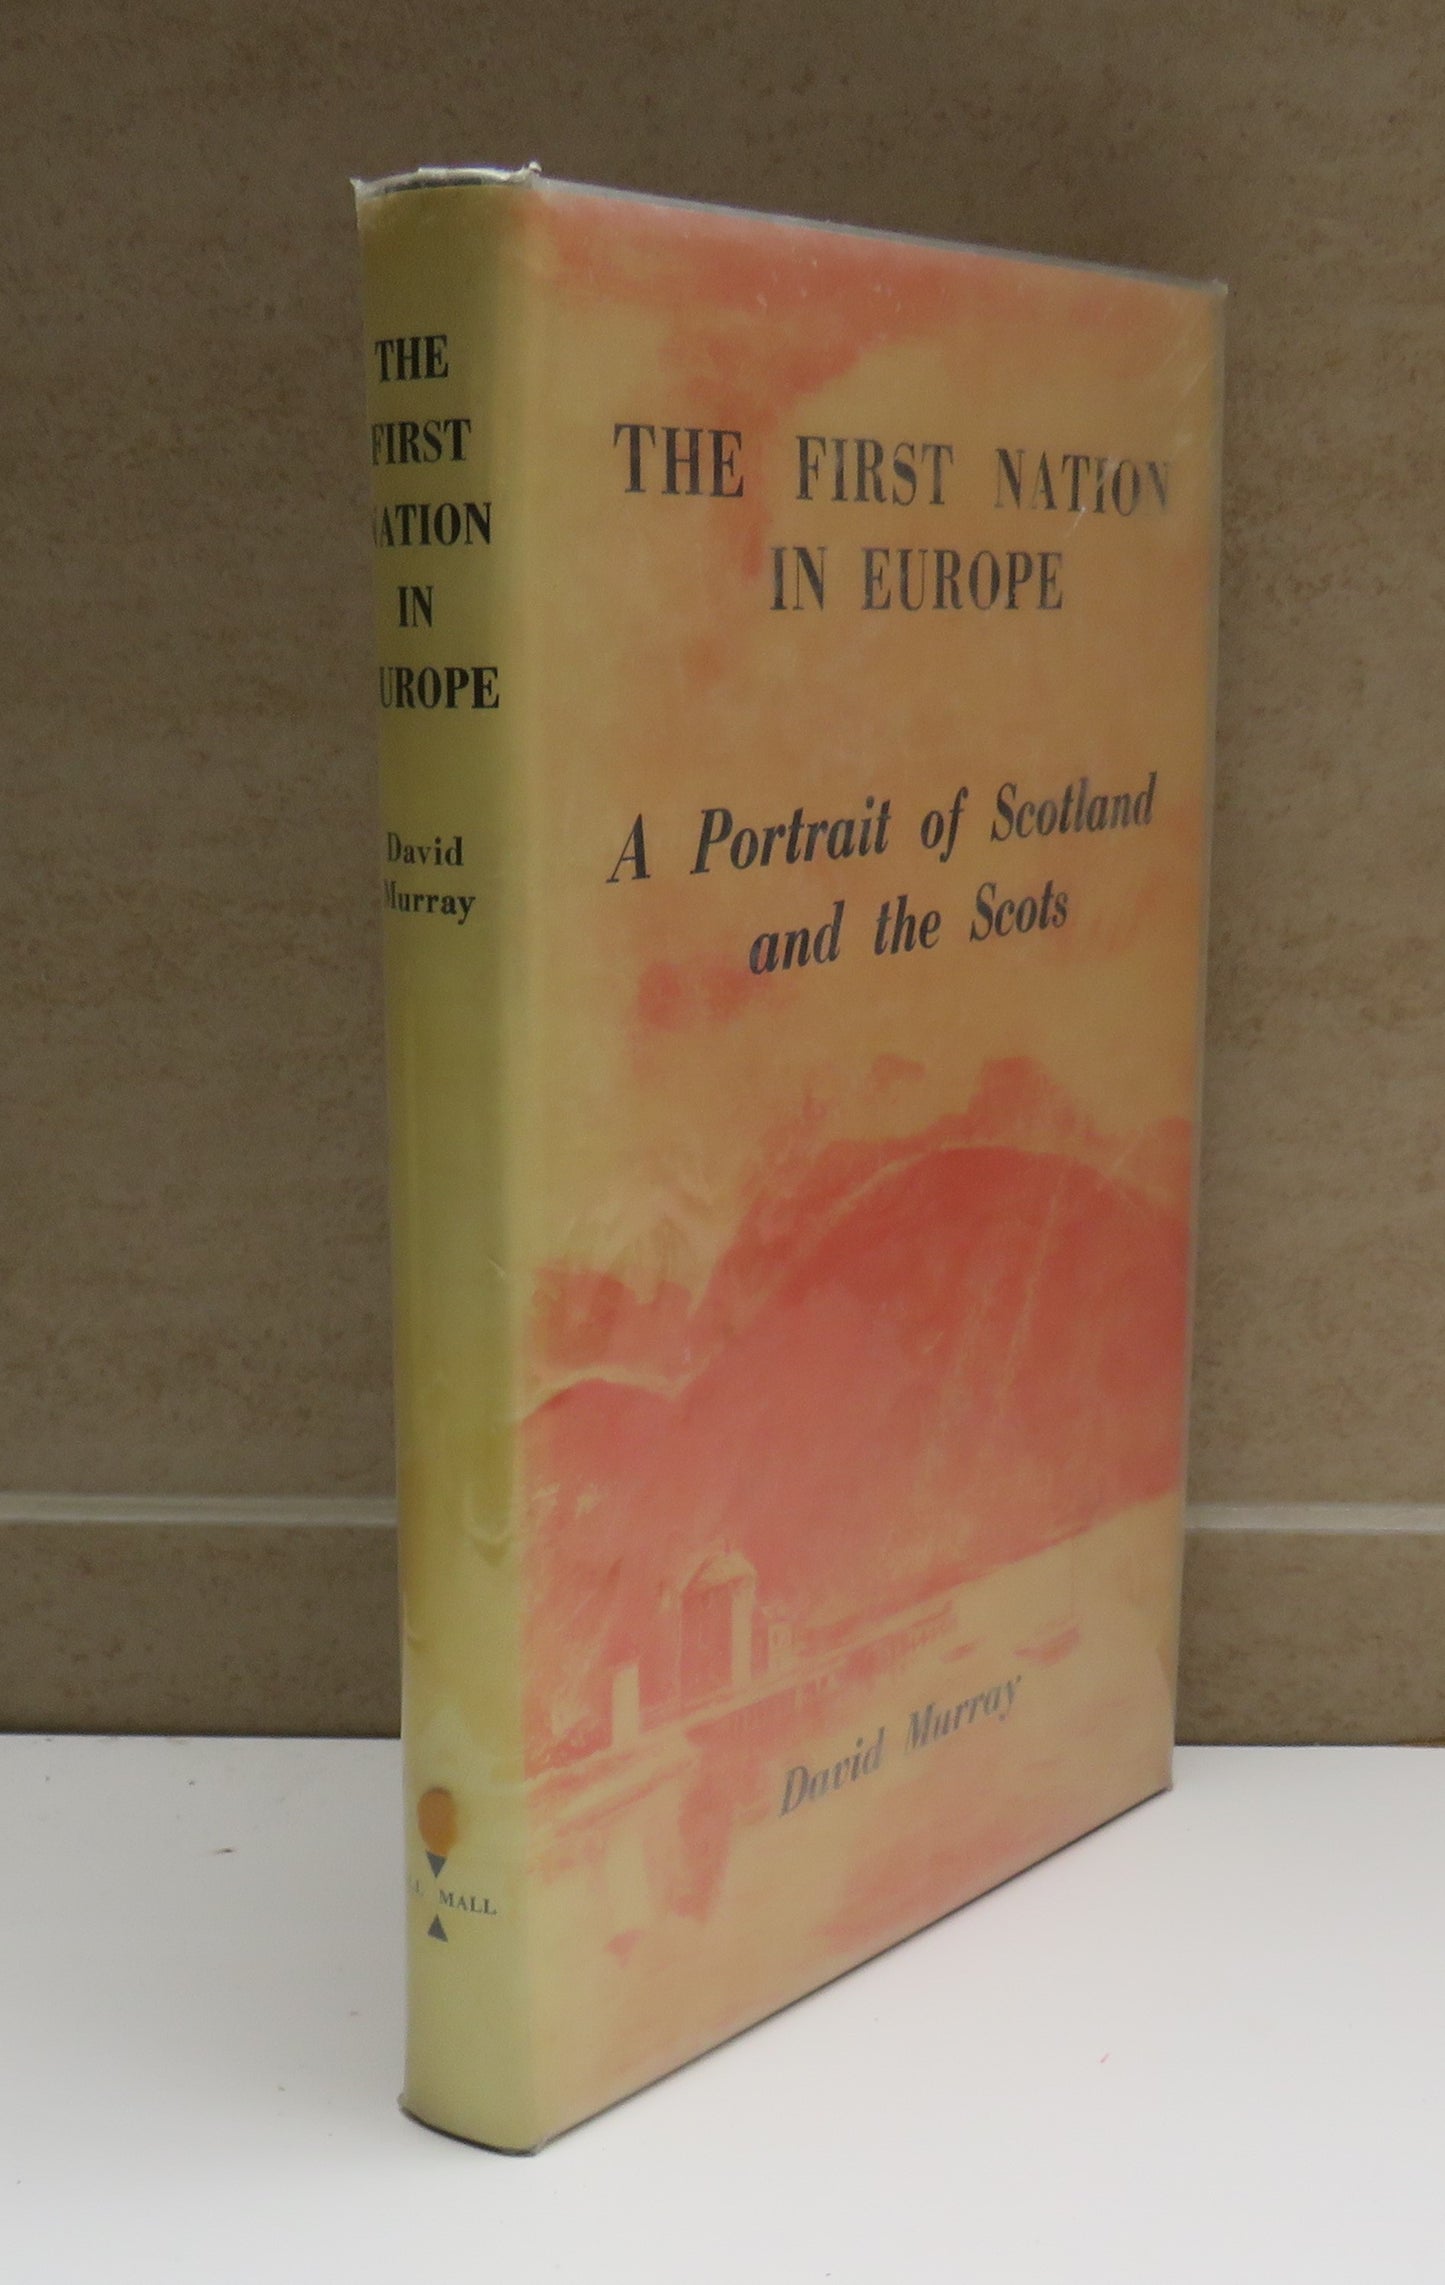 THE
FIRST
NATION
IN
EUROPE
David
Murray
MALL
THE FIRST NATION
IN EUROPE
A Portrait of Scotland
and the Scots
David Murray